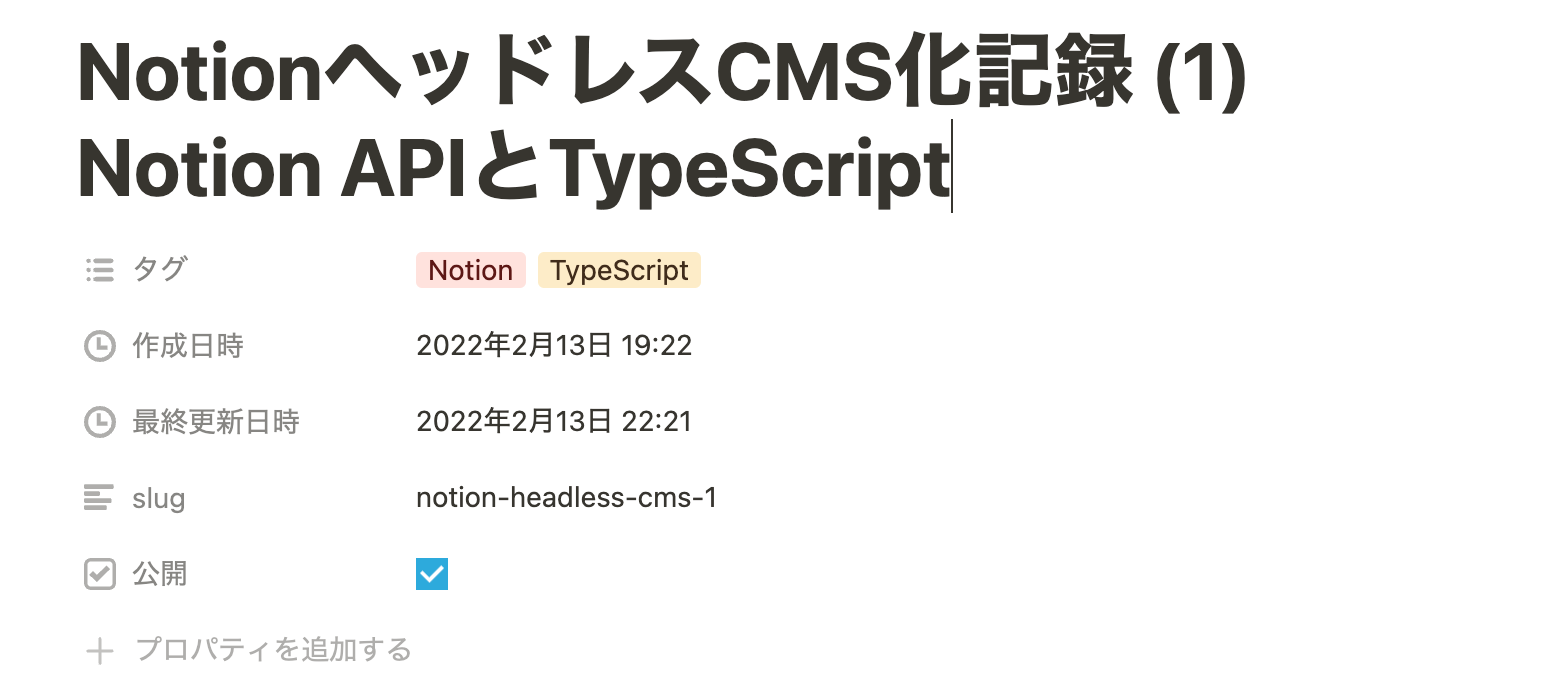 NotionヘッドレスCMS化記録 (1)
Notion APIとTypeScript
タグ Notion TypeScript
作成日時 2022年2月13日 19:22
最終更新日時 2022年2月13日 22:21
slug notion-headless-cms-1
公開
プロパティを追加する